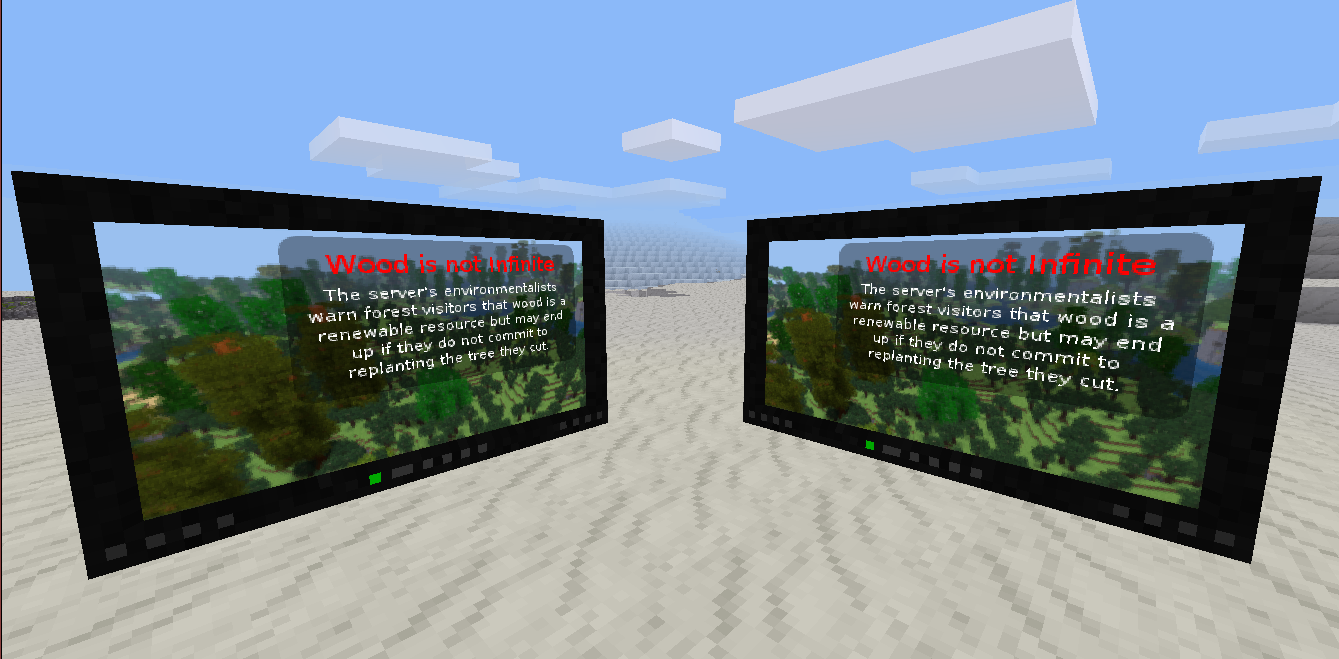 Wood is not Infinite
The server's environmentalists
warn forest visitors that wood is a
renewable resource but may end
up if they do not commit to
replanting the tree they cut.
Wood is not Infinite
The server's environmentalists
warn forest visitors that wood is a
renewable resource but may end
up if they do not commit to
replanting the tree they cut.